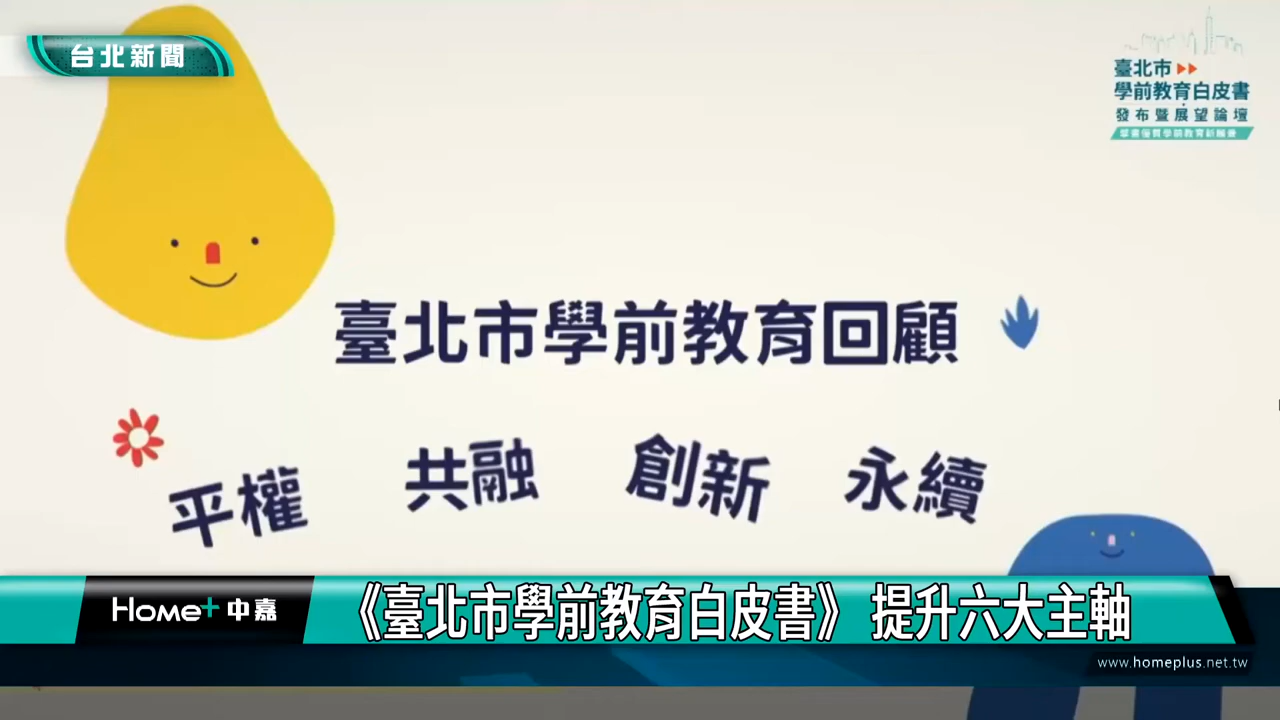 台北新聞
臺北市
學前教育白皮書
發布暨展望論壇
臺北市學前教育回顧
平權 共融 創新 永續
Home+中嘉
《臺北市學前教育白皮書》 提升六大主軸
www.homeplus.net.tw